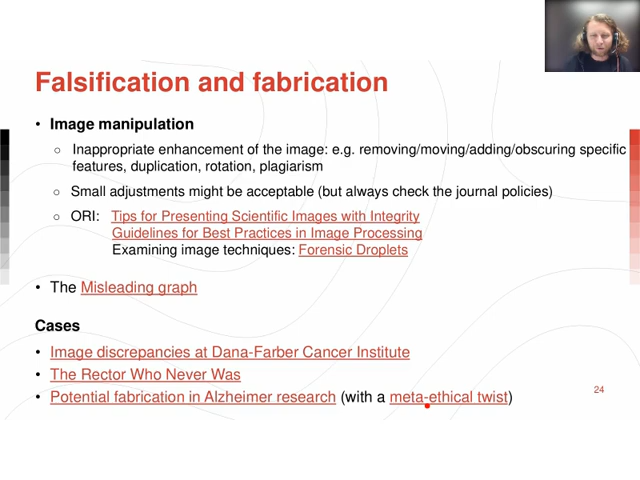 Falsification and fabrication
• Image manipulation
○ Inappropriate enhancement of the image: e.g. removing/moving/adding/obscuring specific
features, duplication, rotation, plagiarism
○ Small adjustments might be acceptable (but always check the journal policies)
○ ORI: Tips for Presenting Scientific Images with Integrity
Guidelines for Best Practices in Image Processing
Examining image techniques: Forensic Droplets
• The Misleading graph
Cases
• Image discrepancies at Dana-Farber Cancer Institute
• The Rector Who Never Was
• Potential fabrication in Alzheimer research (with a meta-ethical twist)
24